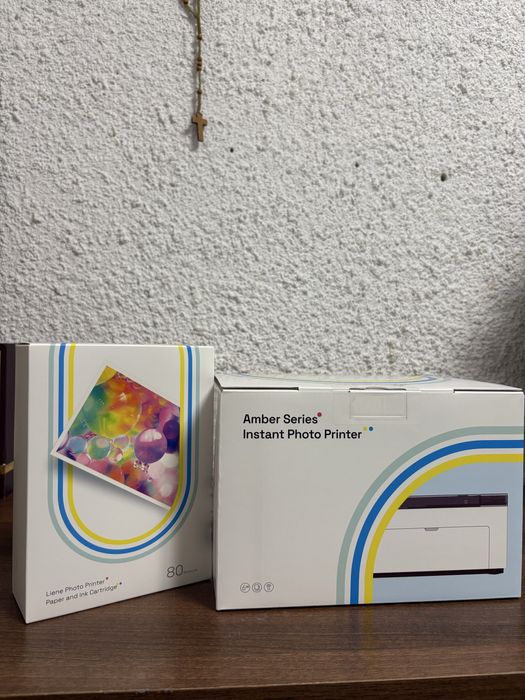 Liene Photo Printer
Paper and Ink Cartridge
80
Amber Series
Instant Photo Printer